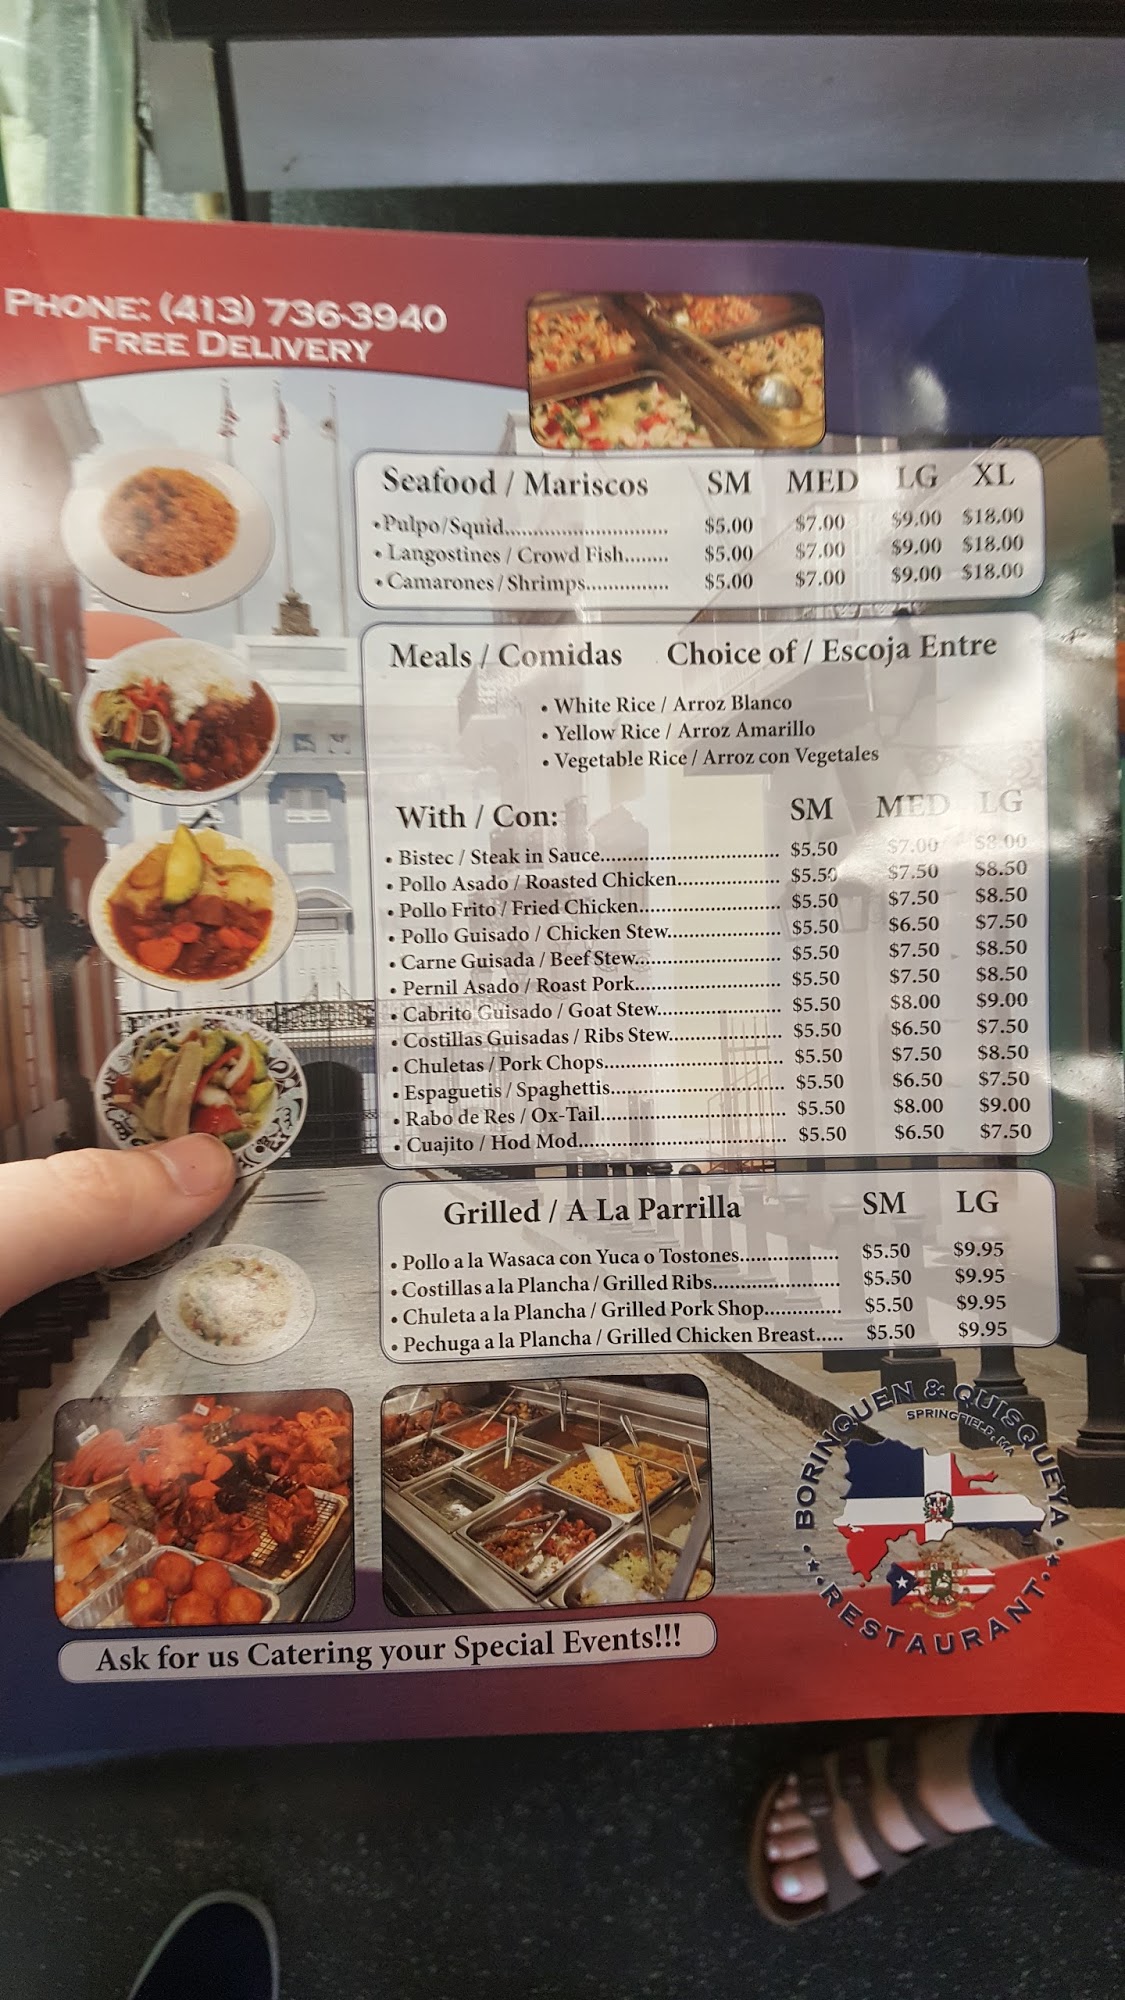 PHONE: (413) 736-3940
FREE DELIVERY
Seafood / Mariscos SM MED LG XL
•Pulpo/Squid............................ $5.00 $7.00 $9.00 $18.00
• Langostines / Crowd Fish........ $5.00 $7.00 $9.00 $18.00
• Camarones/Shrimps............... $5.00 $7.00 $9.00 $18.00
Meals / Comidas Choice of / Escoja Entre
• White Rice / Arroz Blanco
• Yellow Rice / Arroz Amarillo
• Vegetable Rice / Arroz con Vegetales
With / Con: SM MED LG
• Bistec / Steak in Sauce................................ $5.50 $7.00 $8.00
• Pollo Asado / Roasted Chicken................... $5.50 $7.50 $8.50
• Pollo Frito / Fried Chicken......................... $5.50 $7.50 $8.50
• Pollo Guisado / Chicken Stew.................... $5.50 $6.50 $7.50
• Carne Guisada / Beef Stew.......................... $5.50 $7.50 $8.50
• Pernil Asado / Roast Pork.......................... $5.50 $7.50 $8.50
• Cabrito Guisado / Goat Stew...................... $5.50 $8.00 $9.00
• Costillas Guisadas / Ribs Stew.................... $5.50 $6.50 $7.50
• Chuletas / Pork Chops................................ $5.50 $7.50 $8.50
• Espaguetis / Spaghettis............................... $5.50 $6.50 $7.50
• Rabo de Res / Ox-Tail................................. $5.50 $8.00 $9.00
• Cuajito / Hod Mod..................................... $5.50 $6.50 $7.50
Grilled / A La Parrilla SM LG
• Pollo a la Wasaca con Yuca o Tostones................. $5.50 $9.95
• Costillas a la Plancha / Grilled Ribs....................... $5.50 $9.95
• Chuleta a la Plancha / Grilled Pork Shop.............. $5.50 $9.95
• Pechuga a la Plancha / Grilled Chicken Breast..... $5.50 $9.95
BORINQUEN & QUISQUEYA
SPRINGFIELD, MA
RESTAURANT
Ask for us Catering your Special Events!!!